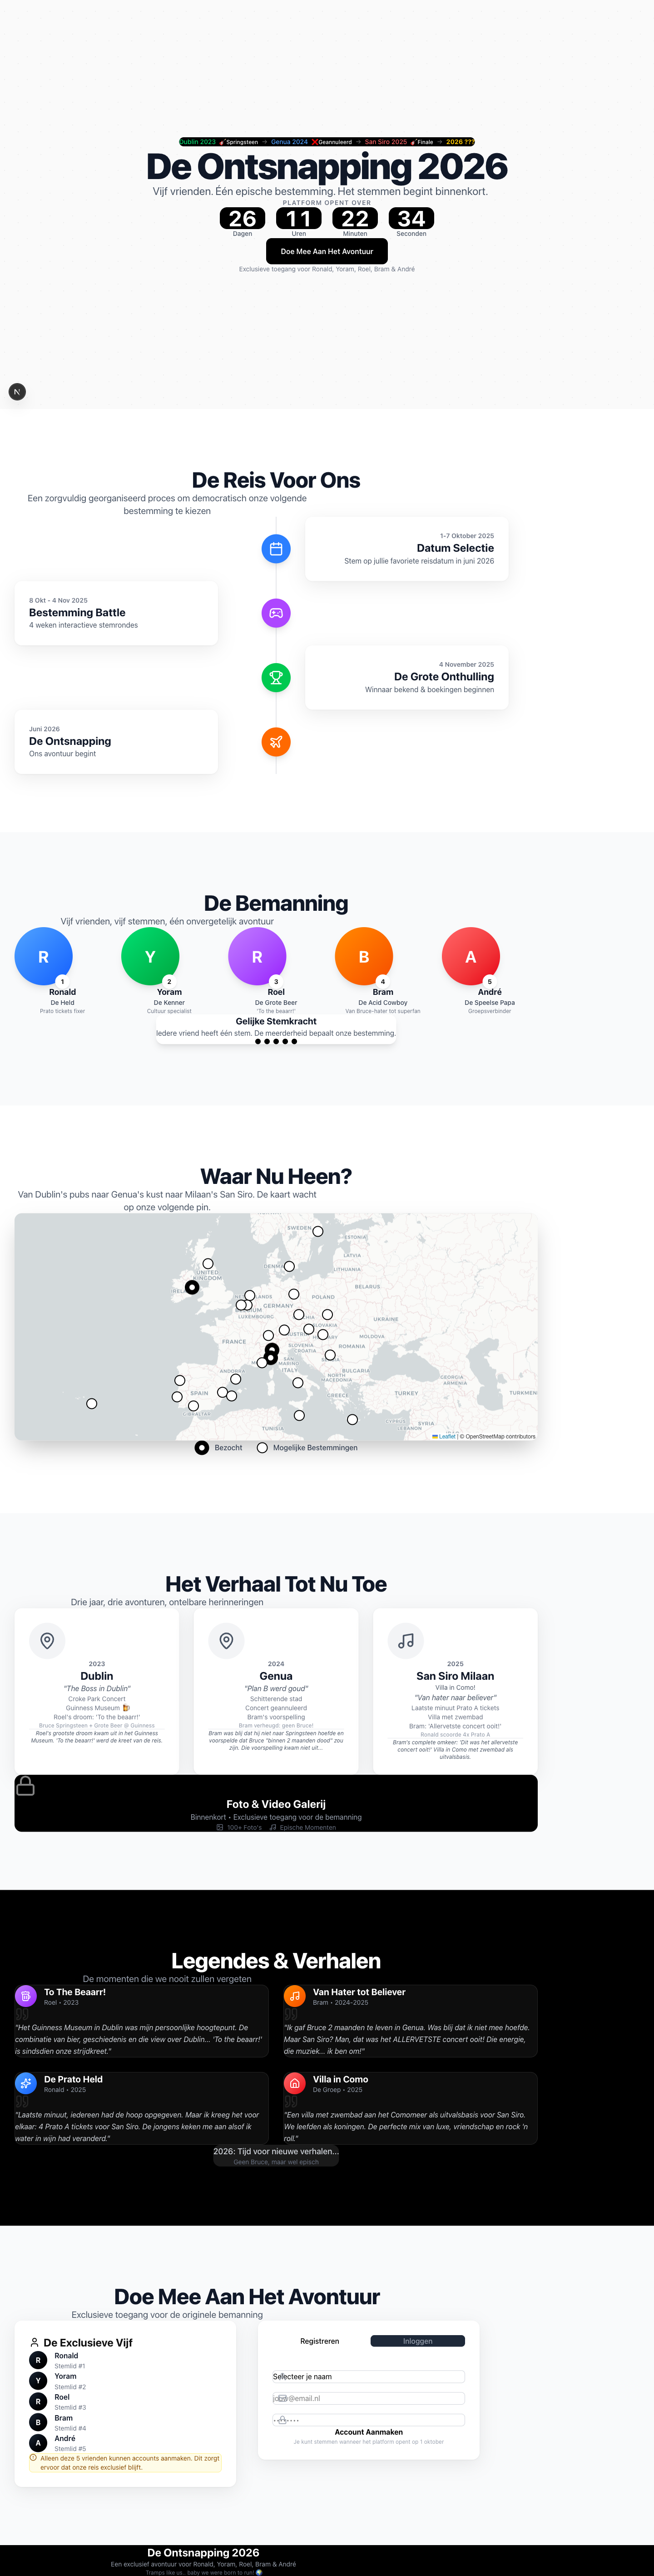 Dublin 2023 🎸Springsteen → Genua 2024 ❌Geannuleerd → San Siro 2025 🎸Finale → 2026 ???
De Ontsnapping 2026
Vijf vrienden. Één epische bestemming. Het stemmen begint binnenkort.
PLATFORM OPENT OVER
26 11 22 34
Dagen Uren Minuten Seconden
Doe Mee Aan Het Avontuur
Exclusieve toegang voor Ronald, Yoram, Roel, Bram & André
N
De Reis Voor Ons
Een zorgvuldig georganiseerd proces om democratisch onze volgende
bestemming te kiezen
1-7 Oktober 2025
Datum Selectie
Stem op jullie favoriete reisdatum in juni 2026
8 Okt - 4 Nov 2025
Bestemming Battle
4 weken interactieve stemrondes
4 November 2025
De Grote Onthulling
Winnaar bekend & boekingen beginnen
Juni 2026
De Ontsnapping
Ons avontuur begint
De Bemanning
Vijf vrienden, vijf stemmen, één onvergetelijk avontuur
R Y R B A
1 2 3 4 5
Ronald Yoram Roel Bram André
De Held De Kenner De Grote Beer De Acid Cowboy De Speelse Papa
Prato tickets fixer Cultuur specialist 'To the beaarr!' Van Bruce-hater tot superfan Groepsverbinder
Gelijke Stemkracht
Iedere vriend heeft één stem. De meerderheid bepaalt onze bestemming.
Waar Nu Heen?
Van Dublin's pubs naar Genua's kust naar Milaan's San Siro. De kaart wacht
op onze volgende pin.
SWEDEN
ESTONIA
LATVIA
LITHUANIA
UNITED
KINGDOM
BELARUS
POLAND
GERMANY
LUXEMBOURG
UKRAINE
FRANCE
MOLDOVA
SLOVENIA
CROATIA
ROMANIA
ITALY
ANDORRA
BULGARIA
NORTH
MACEDONIA
GEORGIA
ARMENIA
SPAIN
GREECE
TURKEY
TURKMEN
GIBRALTAR
TUNISIA
CYPRUS
SYRIA
LEBANON
Leaflet | © OpenStreetMap contributors
Bezocht Mogelijke Bestemmingen
Het Verhaal Tot Nu Toe
Drie jaar, drie avonturen, ontelbare herinneringen
2023
Dublin
"The Boss in Dublin"
Croke Park Concert
Guinness Museum 🍺
Roel's droom: 'To the beaarr!'
Bruce Springsteen + Grote Beer @ Guinness
Roel's grootste droom kwam uit in het Guinness
Museum. 'To the beaarr!' werd de kreet van de reis.
2024
Genua
"Plan B werd goud"
Schitterende stad
Concert geannuleerd
Bram's voorspelling
Bram verheugd: geen Bruce!
Bram was blij dat hij niet naar Springsteen hoefde en
voorspelde dat Bruce "binnen 2 maanden dood" zou
zijn. Die voorspelling kwam niet uit...
2025
San Siro Milaan
Villa in Como!
"Van hater naar believer"
Laatste minuut Prato A tickets
Villa met zwembad
Bram: 'Allervetste concert ooit!'
Ronald scoorde 4x Prato A!
Bram's complete omkeer: 'Dit was het allervetste
concert ooit!' Villa in Como met zwembad als
uitvalsbasis.
Foto & Video Galerij
Binnenkort • Exclusieve toegang voor de bemanning
100+ Foto's Epische Momenten
Legendes & Verhalen
De momenten die we nooit zullen vergeten
To The Beaarr!
Roel • 2023
"Het Guinness Museum in Dublin was mijn persoonlijke hoogtepunt. De
combinatie van bier, geschiedenis en die view over Dublin... 'To the beaarr!'
is sindsdien onze strijdkreet."
Van Hater tot Believer
Bram • 2024-2025
"Ik gaf Bruce 2 maanden te leven in Genua. Was blij dat ik niet mee hoefde.
Maar San Siro? Man, dat was het ALLERVETSTE concert ooit! Die energie,
die muziek... ik ben om!"
De Prato Held
Ronald • 2025
"Laatste minuut, iedereen had de hoop opgegeven. Maar ik kreeg het voor
elkaar: 4 Prato A tickets voor San Siro. De jongens keken me aan alsof ik
water in wijn had veranderd."
Villa in Como
De Groep • 2025
"Een villa met zwembad aan het Comomeer als uitvalsbasis voor San Siro.
We leefden als koningen. De perfecte mix van luxe, vriendschap en rock 'n
roll."
2026: Tijd voor nieuwe verhalen...
Geen Bruce, maar wel episch
Doe Mee Aan Het Avontuur
Exclusieve toegang voor de originele bemanning
De Exclusieve Vijf
R Ronald
Stemlid #1
Y Yoram
Stemlid #2
R Roel
Stemlid #3
B Bram
Stemlid #4
A André
Stemlid #5
Alleen deze 5 vrienden kunnen accounts aanmaken. Dit zorgt
ervoor dat onze reis exclusief blijft.
Registreren Inloggen
Selecteer je naam
@email.nl
Account Aanmaken
Je kunt stemmen wanneer het platform opent op 1 oktober
De Ontsnapping 2026
Een exclusief avontuur voor Ronald, Yoram, Roel, Bram & André
Tramps like us... baby we were born to run! 🌍